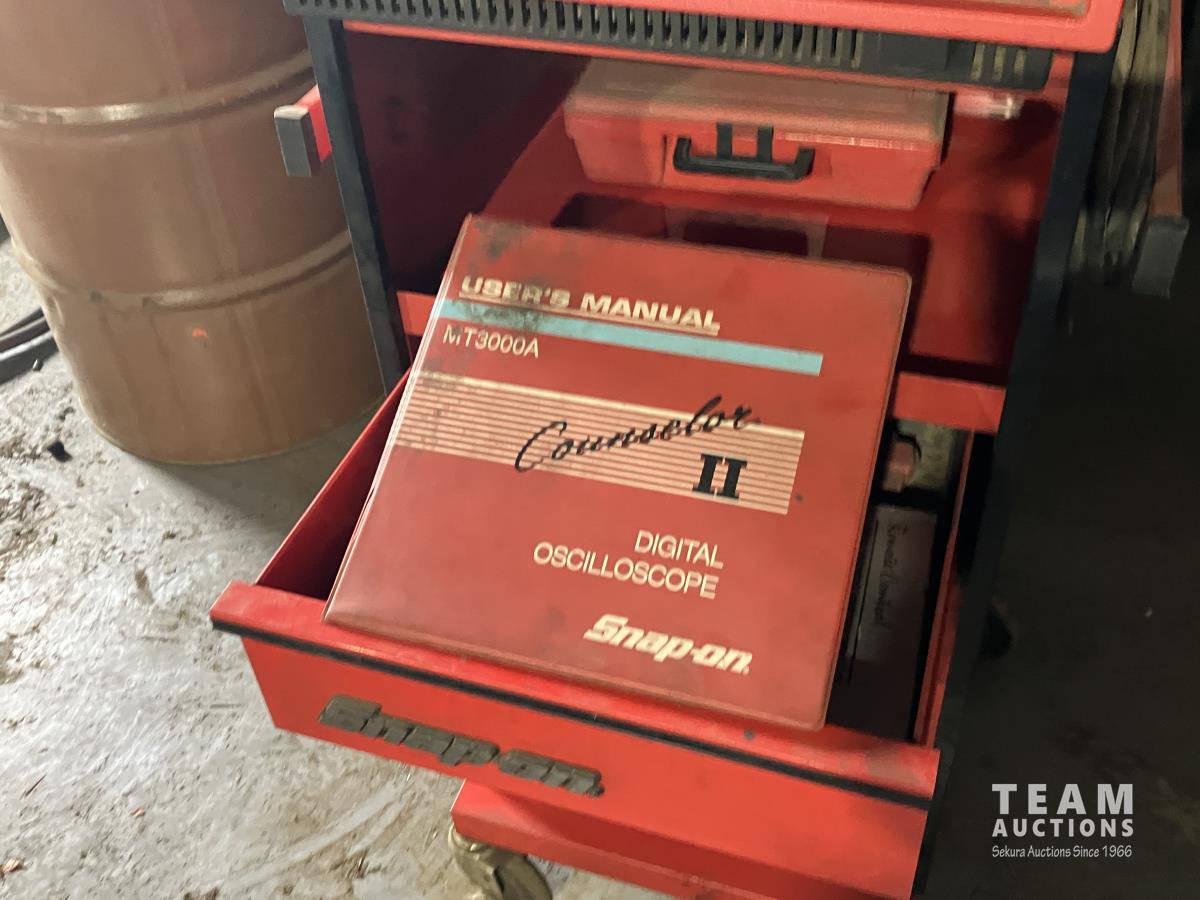 USER'S MANUAL
MT3000A
Counselor
II
DIGITAL
OSCILLOSCOPE
Snap-on
Snap-on
TEAM
AUCTIONS
Sekura Auctions Since 1966